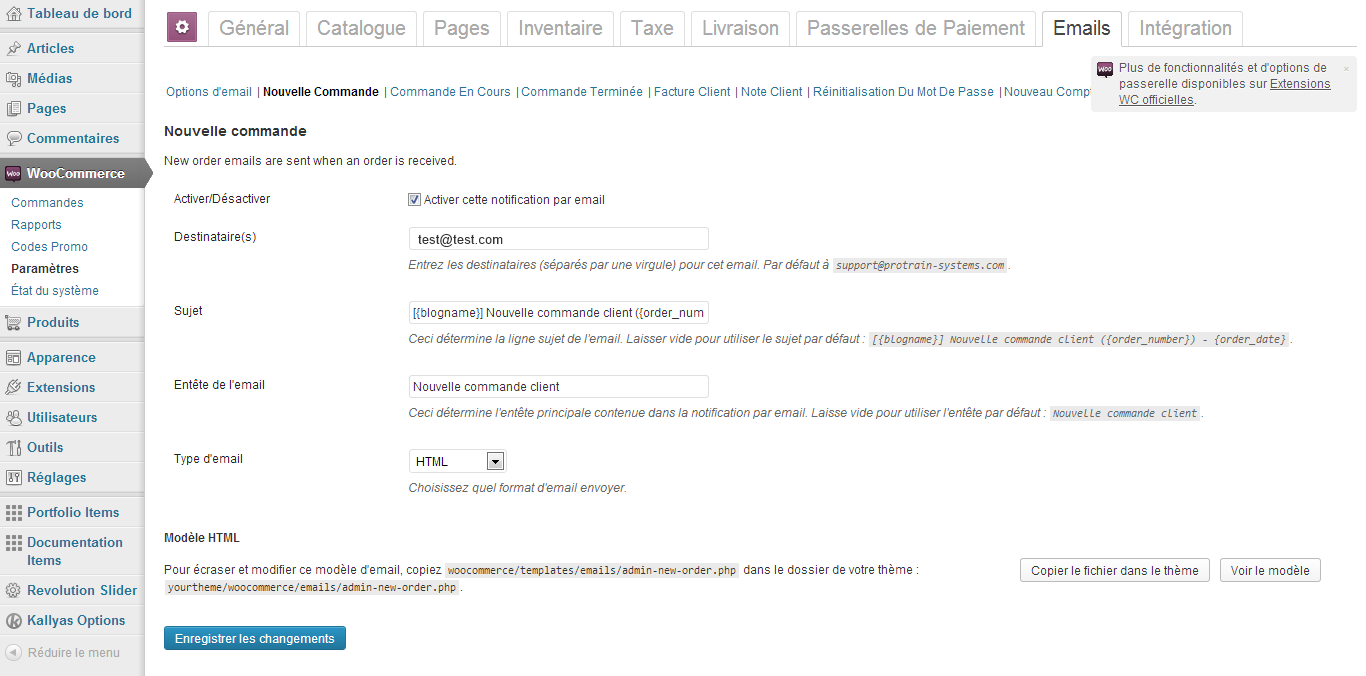 Tableau de bord
Articles
Médias
Pages
Commentaires
WOO WooCommerce
Commandes
Rapports
Codes Promo
Paramètres
État du système
Produits
Apparence
Extensions
Utilisateurs
Outils
Réglages
Portfolio Items
Documentation
Items
Revolution Slider
Kallyas Options
Réduire le menu
Général Catalogue Pages Inventaire Taxe Livraison Passerelles de Paiement Emails Intégration
WOO Plus de fonctionnalités et d'options de ×
passerelle disponibles sur Extensions
WC officielles.
Options d'email | Nouvelle Commande | Commande En Cours | Commande Terminée | Facture Client | Note Client | Réinitialisation Du Mot De Passe | Nouveau Comp
Nouvelle commande
New order emails are sent when an order is received.
Activer/Désactiver Activer cette notification par email
Destinataire(s) test@test.com
Entrez les destinataires (séparés par une virgule) pour cet email. Par défaut à support@protrain-systems.com.
Sujet [{blogname}] Nouvelle commande client ({order_num
Ceci détermine la ligne sujet de l'email. Laisser vide pour utiliser le sujet par défaut : [{blogname}] Nouvelle commande client ({order_number}) - {order_date}.
Entête de l'email Nouvelle commande client
Ceci détermine l'entête principale contenue dans la notification par email. Laisse vide pour utiliser l'entête par défaut : Nouvelle commande client.
Type d'email HTML
Choisissez quel format d'email envoyer.
Modèle HTML
Pour écraser et modifier ce modèle d'email, copiez woocommerce/templates/emails/admin-new-order.php dans le dossier de votre thème :
yourtheme/woocommerce/emails/admin-new-order.php.
Copier le fichier dans le thème Voir le modèle
Enregistrer les changements